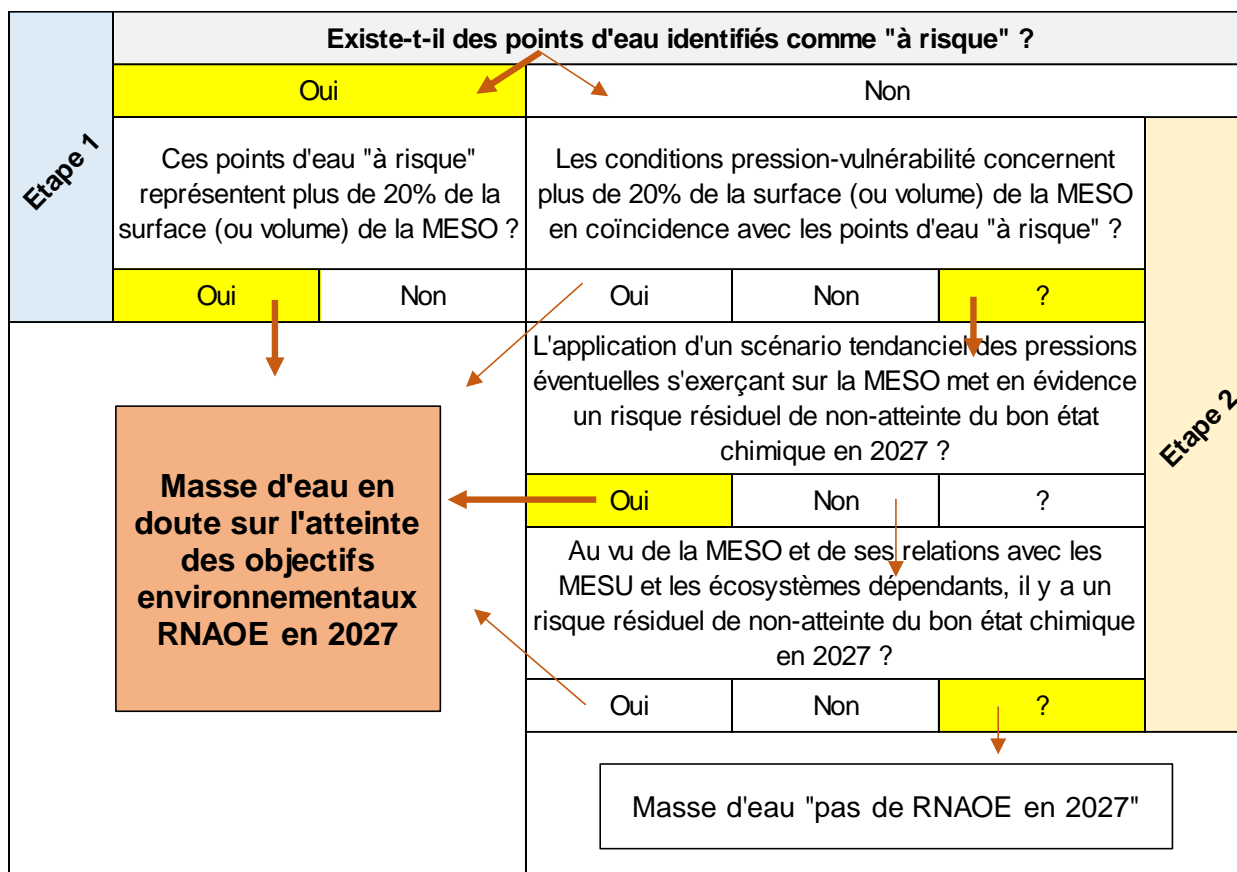 Existe-t-il des points d'eau identifiés comme "à risque" ?
Oui
Non
Etape 1
Ces points d'eau "à risque"
représentent plus de 20% de la
surface (ou volume) de la MESO ?
Les conditions pression-vulnérabilité concernent
plus de 20% de la surface (ou volume) de la MESO
en coïncidence avec les points d'eau "à risque" ?
Oui
Non
Oui
Non
?
L'application d'un scénario tendanciel des pressions
éventuelles s'exerçant sur la MESO met en évidence
un risque résiduel de non-atteinte du bon état
chimique en 2027 ?
Etape 2
Masse d'eau en
doute sur l'atteinte
des objectifs
environnementaux
RNAOE en 2027
Oui
Non
?
Au vu de la MESO et de ses relations avec les
MESU et les écosystèmes dépendants, il y a un
risque résiduel de non-atteinte du bon état chimique
en 2027 ?
Oui
Non
?
Masse d'eau "pas de RNAOE en 2027"